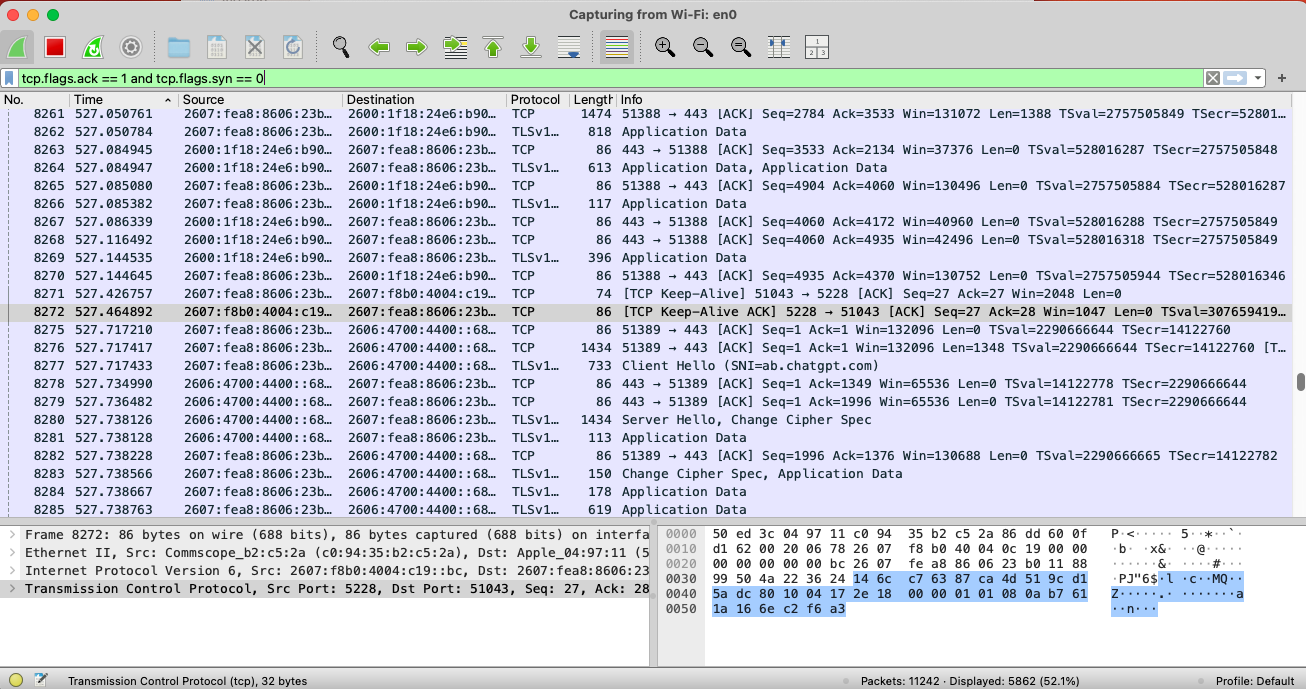 Capturing from Wi-Fi: en0
tcp.flags.ack == 1 and tcp.flags.syn == 0
No. Time Source Destination Protocol Length Info
8261 527.050761 2607:fea8:8606:23b… 2600:1f18:24e6:b90… TCP 1474 51388 → 443 [ACK] Seq=2784 Ack=3533 Win=131072 Len=1388 TSval=2757505849 TSecr=52801…
8262 527.050784 2607:fea8:8606:23b… 2600:1f18:24e6:b90… TLSv1… 818 Application Data
8263 527.084945 2600:1f18:24e6:b90… 2607:fea8:8606:23b… TCP 86 443 → 51388 [ACK] Seq=3533 Ack=2134 Win=37376 Len=0 TSval=528016287 TSecr=2757505848
8264 527.084947 2600:1f18:24e6:b90… 2607:fea8:8606:23b… TLSv1… 613 Application Data, Application Data
8265 527.085080 2607:fea8:8606:23b… 2600:1f18:24e6:b90… TCP 86 51388 → 443 [ACK] Seq=4904 Ack=4060 Win=130496 Len=0 TSval=2757505884 TSecr=528016287
8266 527.085382 2607:fea8:8606:23b… 2600:1f18:24e6:b90… TLSv1… 117 Application Data
8267 527.086339 2600:1f18:24e6:b90… 2607:fea8:8606:23b… TCP 86 443 → 51388 [ACK] Seq=4060 Ack=4172 Win=40960 Len=0 TSval=528016288 TSecr=2757505849
8268 527.116492 2600:1f18:24e6:b90… 2607:fea8:8606:23b… TCP 86 443 → 51388 [ACK] Seq=4060 Ack=4935 Win=42496 Len=0 TSval=528016318 TSecr=2757505849
8269 527.144535 2600:1f18:24e6:b90… 2607:fea8:8606:23b… TLSv1… 396 Application Data
8270 527.144645 2607:fea8:8606:23b… 2600:1f18:24e6:b90… TCP 86 51388 → 443 [ACK] Seq=4935 Ack=4370 Win=130752 Len=0 TSval=2757505944 TSecr=528016346
8271 527.426757 2607:fea8:8606:23b… 2607:f8b0:4004:c19… TCP 74 [TCP Keep-Alive] 51043 → 5228 [ACK] Seq=27 Ack=27 Win=2048 Len=0
8272 527.464892 2607:f8b0:4004:c19… 2607:fea8:8606:23b… TCP 86 [TCP Keep-Alive ACK] 5228 → 51043 [ACK] Seq=27 Ack=28 Win=1047 Len=0 TSval=307659419…
8275 527.717210 2607:fea8:8606:23b… 2606:4700:4400::68… TCP 86 51389 → 443 [ACK] Seq=1 Ack=1 Win=132096 Len=0 TSval=2290666644 TSecr=14122760
8276 527.717417 2607:fea8:8606:23b… 2606:4700:4400::68… TCP 1434 51389 → 443 [ACK] Seq=1 Ack=1 Win=132096 Len=1348 TSval=2290666644 TSecr=14122760 [T…
8277 527.717433 2607:fea8:8606:23b… 2606:4700:4400::68… TLSv1… 733 Client Hello (SNI=ab.chatgpt.com)
8278 527.734990 2606:4700:4400::68… 2607:fea8:8606:23b… TCP 86 443 → 51389 [ACK] Seq=1 Ack=1349 Win=65536 Len=0 TSval=14122778 TSecr=2290666644
8279 527.736482 2606:4700:4400::68… 2607:fea8:8606:23b… TCP 86 443 → 51389 [ACK] Seq=1 Ack=1996 Win=65536 Len=0 TSval=14122781 TSecr=2290666644
8280 527.738126 2606:4700:4400::68… 2607:fea8:8606:23b… TLSv1… 1434 Server Hello, Change Cipher Spec
8281 527.738128 2606:4700:4400::68… 2607:fea8:8606:23b… TLSv1… 113 Application Data
8282 527.738228 2607:fea8:8606:23b… 2606:4700:4400::68… TCP 86 51389 → 443 [ACK] Seq=1996 Ack=1376 Win=130688 Len=0 TSval=2290666665 TSecr=14122782
8283 527.738566 2607:fea8:8606:23b… 2606:4700:4400::68… TLSv1… 150 Change Cipher Spec, Application Data
8284 527.738667 2607:fea8:8606:23b… 2606:4700:4400::68… TLSv1… 178 Application Data
8285 527.738763 2607:fea8:8606:23b… 2606:4700:4400::68… TLSv1… 619 Application Data
Frame 8272: 86 bytes on wire (688 bits), 86 bytes captured (688 bits) on interfa
Ethernet II, Src: Commscope_b2:c5:2a (c0:94:35:b2:c5:2a), Dst: Apple_04:97:11 (5
Internet Protocol Version 6, Src: 2607:f8b0:4004:c19::bc, Dst: 2607:fea8:8606:23
Transmission Control Protocol, Src Port: 5228, Dst Port: 51043, Seq: 27, Ack: 28
0000 50 ed 3c 04 97 11 c0 94 35 b2 c5 2a 86 dd 60 0f P·<·····5··*··`·
0010 d1 62 00 20 06 78 26 07 f8 b0 40 04 0c 19 00 00 ·b· ·x&···@·····
0020 00 00 00 00 00 bc 26 07 fe a8 86 06 23 b0 11 88 ······&·····#···
0030 99 50 4a 22 36 24 14 6c c7 63 87 ca 4d 51 9c d1 ·PJ"6$·l·c··MQ··
0040 5a dc 80 10 04 17 2e 18 00 00 01 01 08 0a b7 61 Z·····.········a
0050 1a 16 6e c2 f6 a3 ··n···
Transmission Control Protocol (tcp), 32 bytes
Packets: 11242 · Displayed: 5862 (52.1%)
Profile: Default